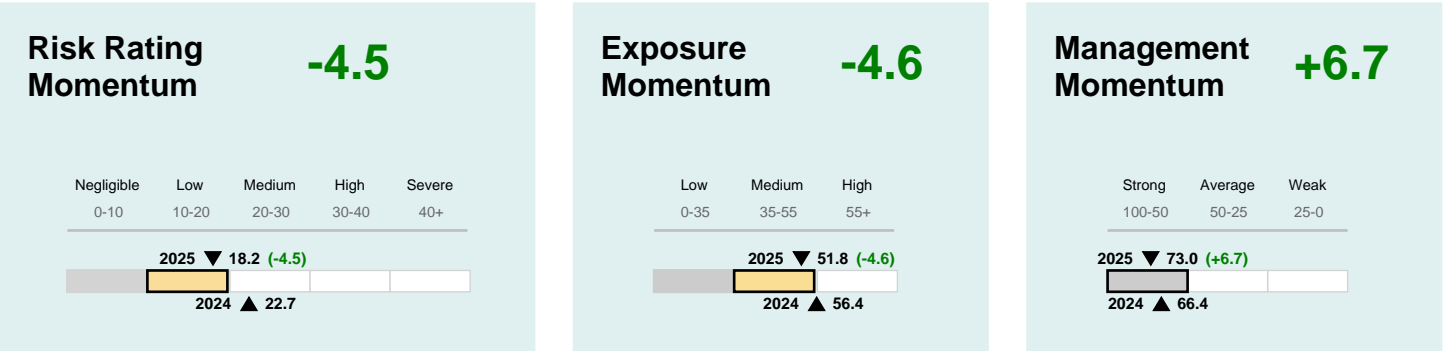 Risk Rating
Momentum
-4.5
Negligible Low Medium High Severe
0-10 10-20 20-30 30-40 40+
2025 ▼ 18.2 (-4.5)
2024 ▲ 22.7
Exposure
Momentum
-4.6
Low Medium High
0-35 35-55 55+
2025 ▼ 51.8 (-4.6)
2024 ▲ 56.4
Management
Momentum
+6.7
Strong Average Weak
100-50 50-25 25-0
2025 ▼ 73.0 (+6.7)
2024 ▲ 66.4